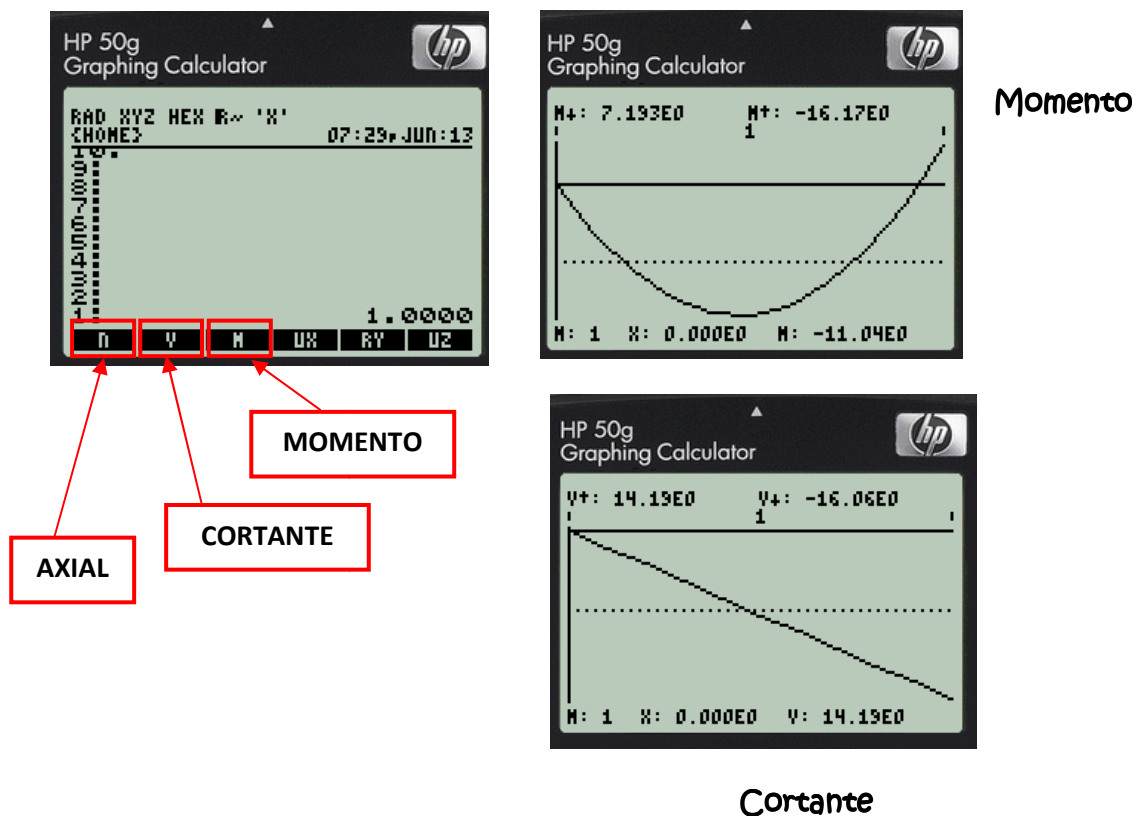 HP 50g
Graphing Calculator
hp
RAD XYZ HEX R~ 'X'
{HOME}
07:29,JUN:13
10.
9:
8:
7:
6:
5:
4:
3:
2:
1:
1.0000
N
V
M
UX
RY
UZ
AXIAL
CORTANTE
MOMENTO
HP 50g
Graphing Calculator
hp
M↓: 7.193E0 M↑: -16.17E0
1
M: 1 X: 0.000E0 M: -11.04E0
Momento
HP 50g
Graphing Calculator
hp
V↑: 14.19E0 V↓: -16.06E0
1
M: 1 X: 0.000E0 V: 14.19E0
Cortante